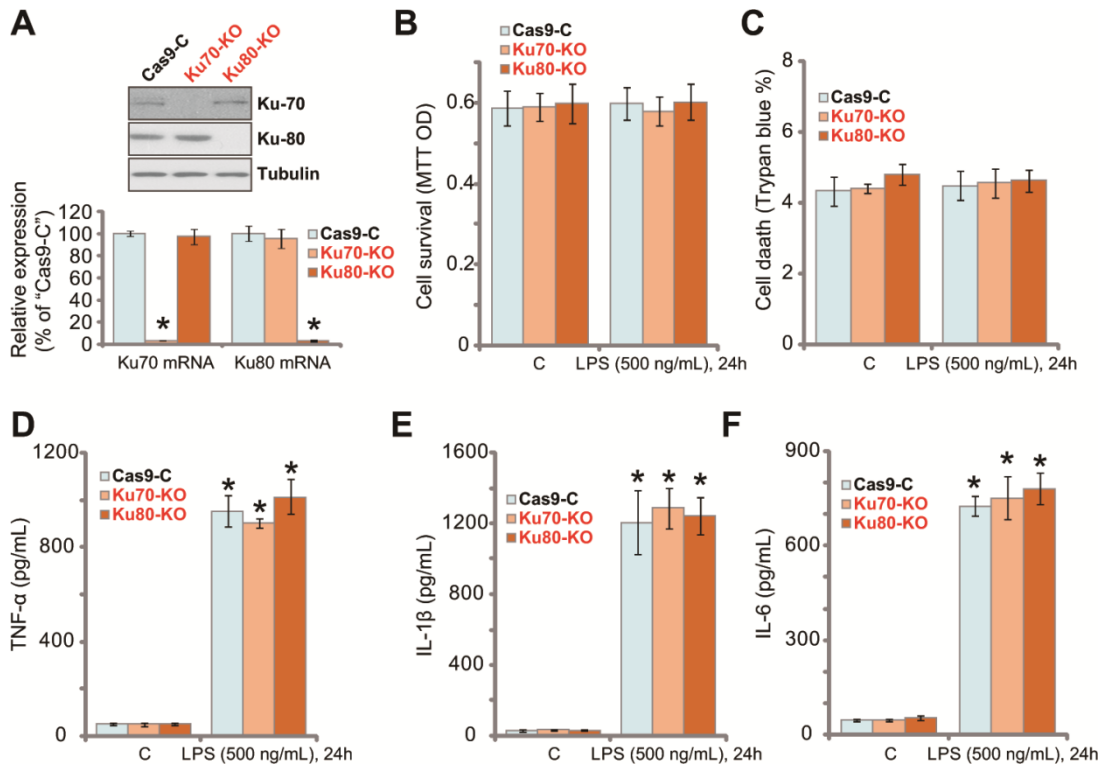 A
Cas9-C
Ku70-KO
Ku80-KO
Ku-70
Ku-80
Tubulin
Relative expression
(% of “Cas9-C”)
120
100
80
60
40
20
0
*
*
Cas9-C
Ku70-KO
Ku80-KO
Ku70 mRNA
Ku80 mRNA
B
Cell survival (MTT OD)
0.6
0.4
0.2
0
Cas9-C
Ku70-KO
Ku80-KO
C
LPS (500 ng/mL), 24h
C
Cell daath (Trypan blue %)
8
6
4
2
0
Cas9-C
Ku70-KO
Ku80-KO
C
LPS (500 ng/mL), 24h
D
TNF-α (pg/mL)
1200
800
400
0
Cas9-C
Ku70-KO
Ku80-KO
* * *
C
LPS (500 ng/mL), 24h
E
IL-1β (pg/mL)
1600
1200
800
400
0
Cas9-C
Ku70-KO
Ku80-KO
* * *
C
LPS (500 ng/mL), 24h
F
IL-6 (pg/mL)
900
600
300
0
Cas9-C
Ku70-KO
Ku80-KO
* * *
C
LPS (500 ng/mL), 24h